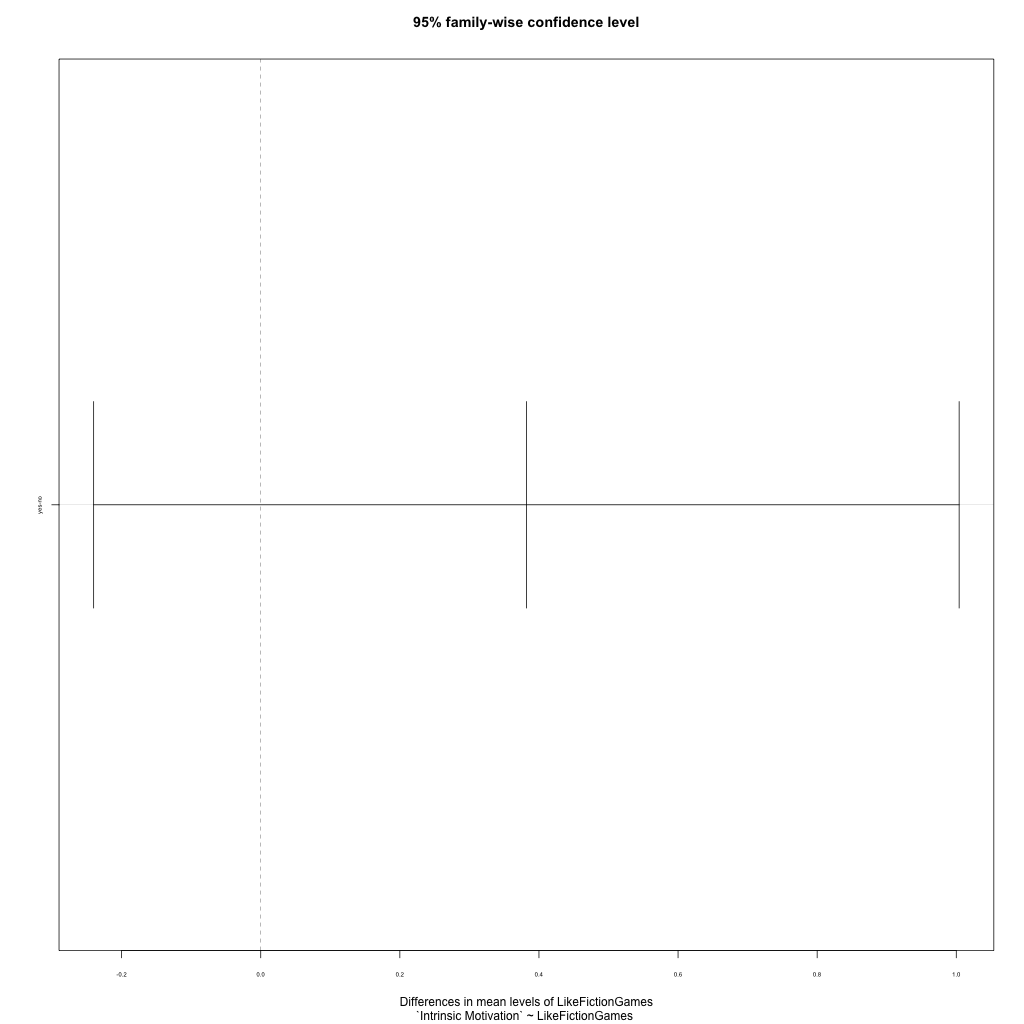 95% family-wise confidence level
yes-no
-0.2 0.0 0.2 0.4 0.6 0.8 1.0
Differences in mean levels of LikeFictionGames
`Intrinsic Motivation` ~ LikeFictionGames